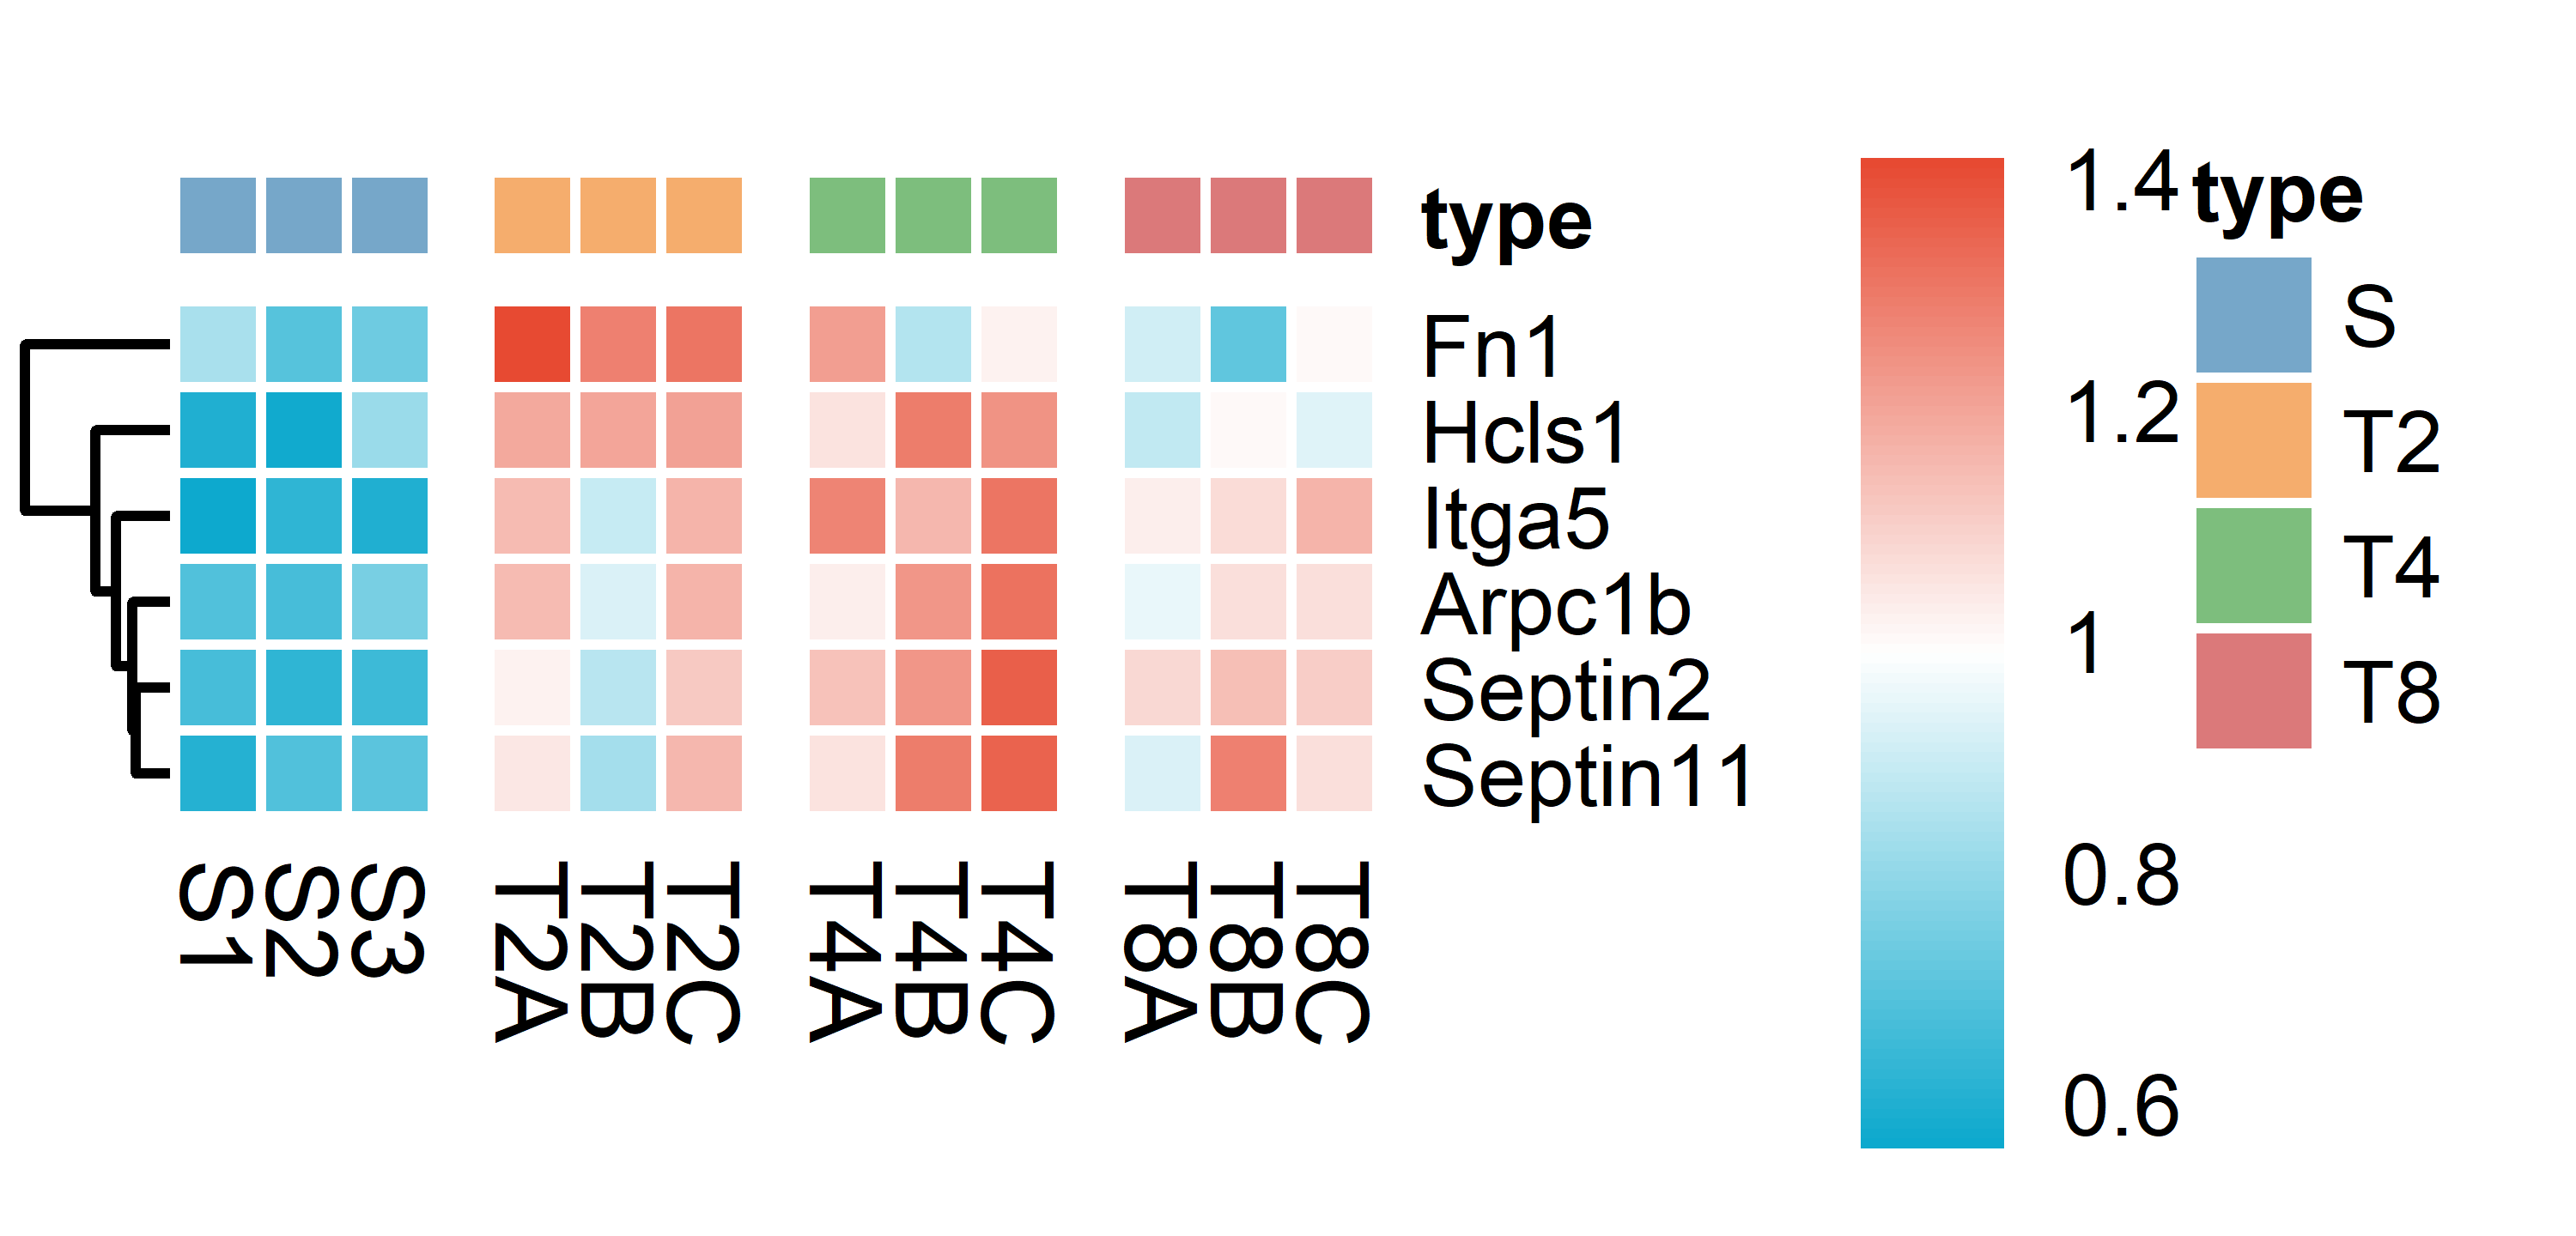 type
Fn1
Hcls1
Itga5
Arpc1b
Septin2
Septin11
S1
S2
S3
T2A
T2B
T2C
T4A
T4B
T4C
T8A
T8B
T8C
1.4
1.2
1
0.8
0.6
type
S
T2
T4
T8